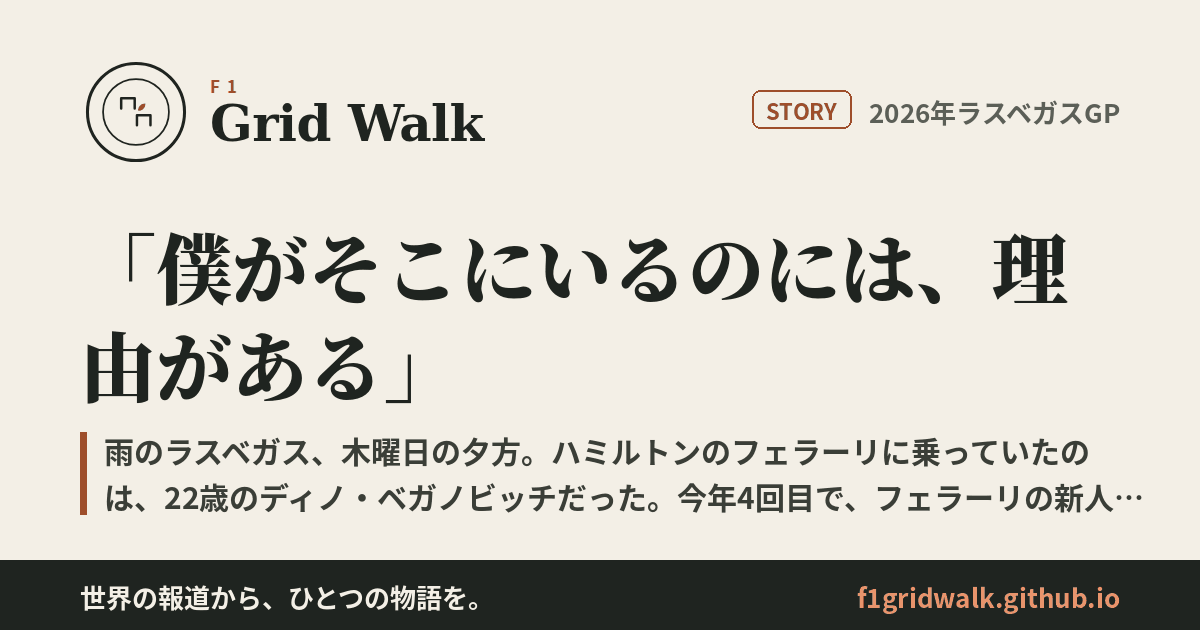 F1
Grid Walk
STORY 2026年ラスベガスGP
「僕がそこにいるのには、理
由がある」
雨のラスベガス、木曜日の夕方。ハミルトンのフェラーリに乗っていたの
は、22歳のディノ・ベガノビッチだった。今年4回目で、フェラーリの新人…
世界の報道から、ひとつの物語を。
f1gridwalk.github.io